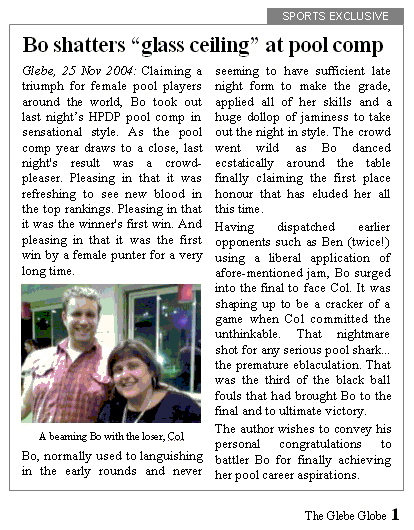 SPORTS EXCLUSIVE
Bo shatters “glass ceiling” at pool comp
Glebe, 25 Nov 2004: Claiming a
triumph for female pool players
around the world, Bo took out
last night’s HPDP pool comp in
sensational style. As the pool
comp year draws to a close, last
night's result was a crowd-
pleaser. Pleasing in that it was
refreshing to see new blood in
the top rankings. Pleasing in that
it was the winner's first win. And
pleasing in that it was the first
win by a female punter for a very
long time.
A beaming Bo with the loser, Col
Bo, normally used to languishing
in the early rounds and never
seeming to have sufficient late
night form to make the grade,
applied all of her skills and a
huge dollop of jaminess to take
out the night in style. The crowd
went wild as Bo danced
ecstatically around the table
finally claiming the first place
honour that has eluded her all
this time.
Having dispatched earlier
opponents such as Ben (twice!)
using a liberal application of
afore-mentioned jam, Bo surged
into the final to face Col. It was
shaping up to be a cracker of a
game when Col committed the
unthinkable. That nightmare
shot for any serious pool shark...
the premature eblaculation. That
was the third of the black ball
fouls that had brought Bo to the
final and to ultimate victory.
The author wishes to convey his
personal congratulations to
battler Bo for finally achieving
her pool career aspirations.
The Glebe Globe 1